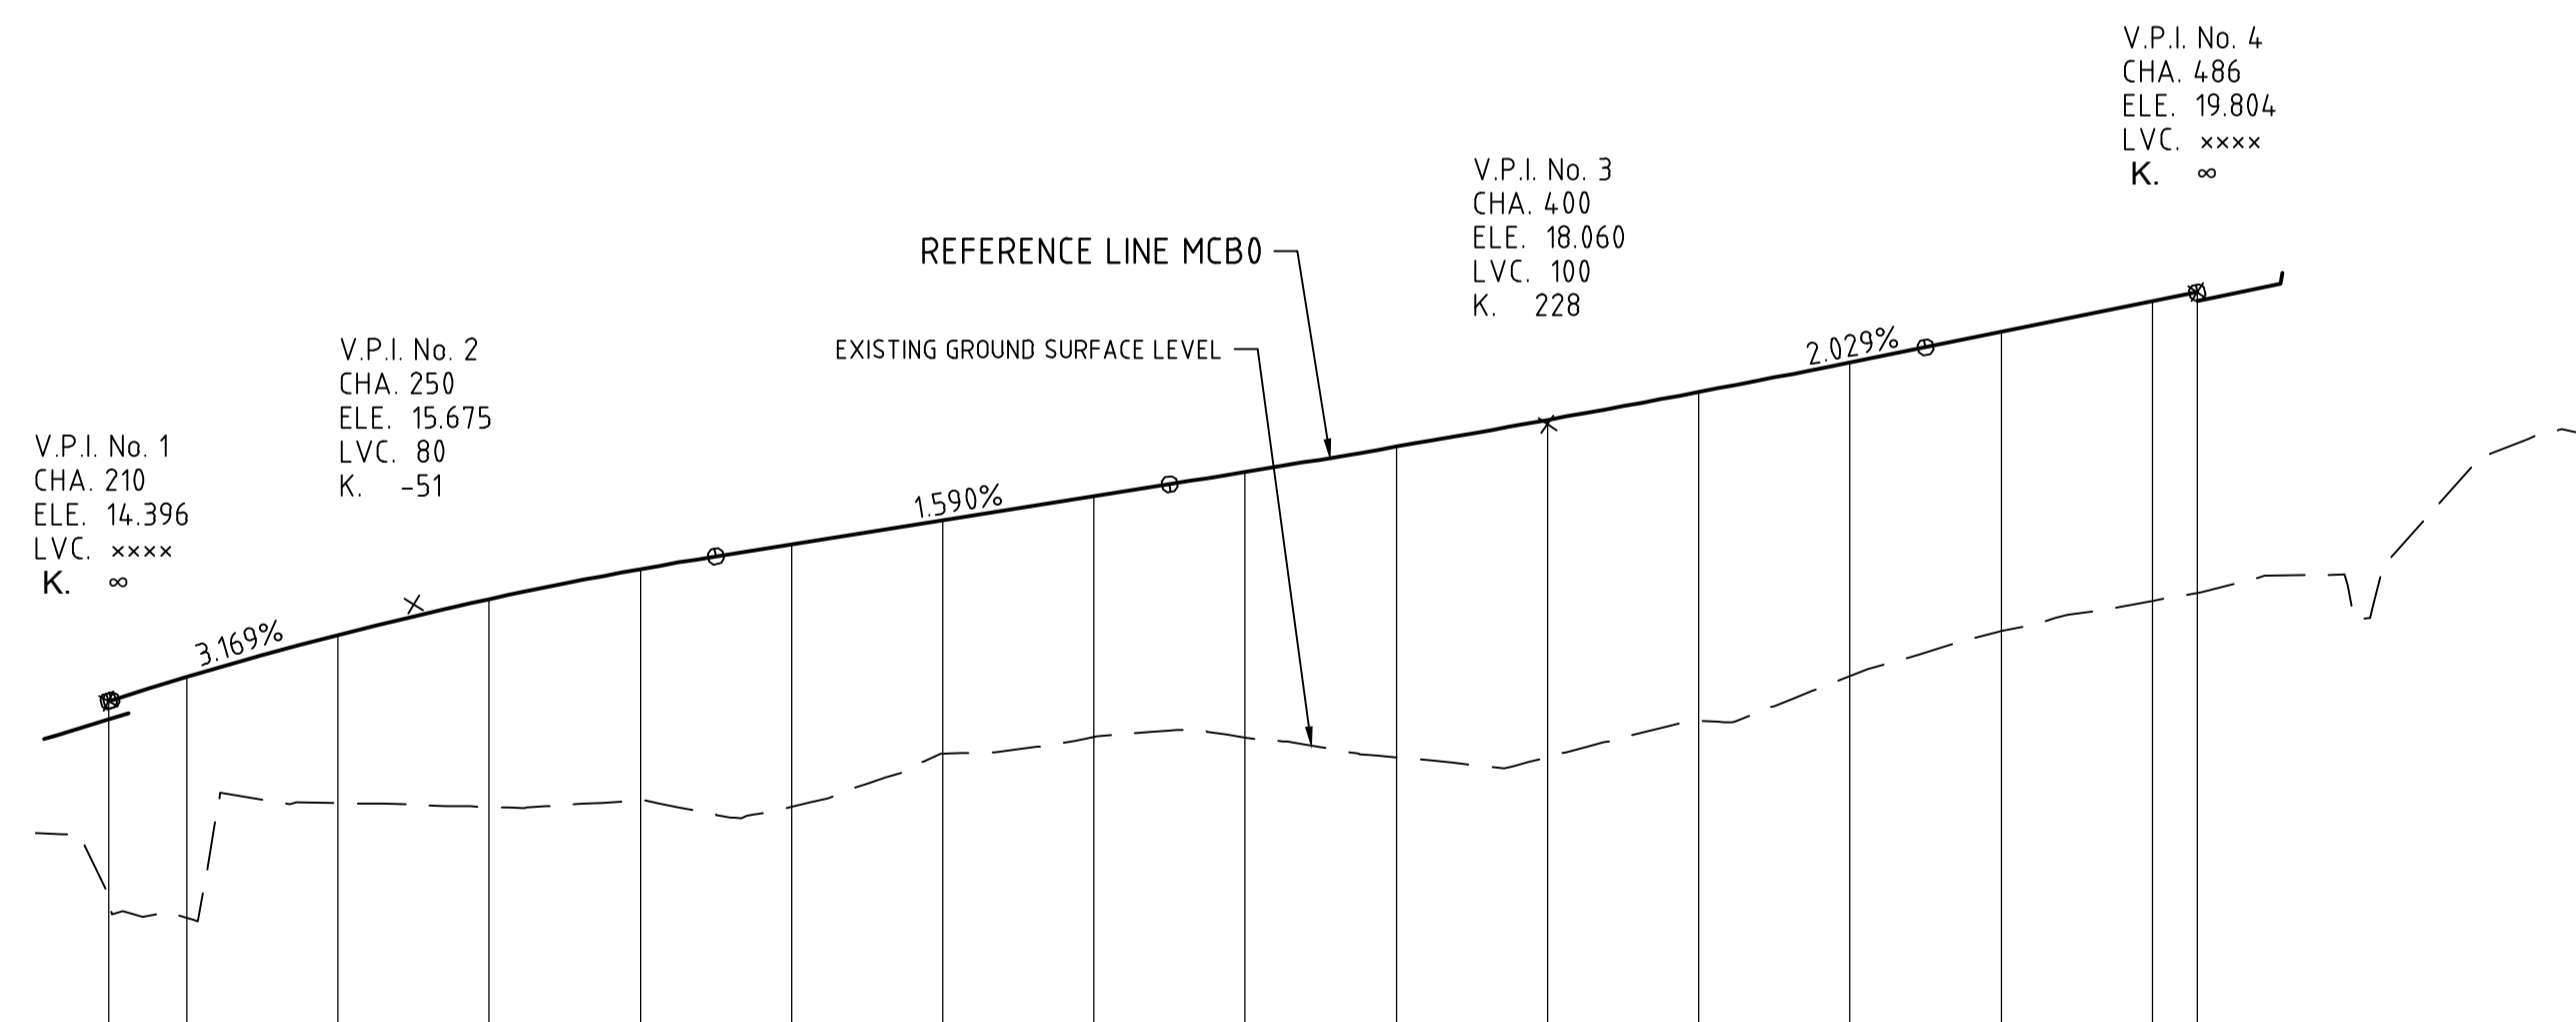 V.P.I. No. 4
CHA. 486
ELE. 19.804
LVC. ××××
K. ∞
V.P.I. No. 3
CHA. 400
ELE. 18.060
LVC. 100
K. 228
REFERENCE LINE MCB0
EXISTING GROUND SURFACE LEVEL
V.P.I. No. 2
CHA. 250
ELE. 15.675
LVC. 80
K. -51
V.P.I. No. 1
CHA. 210
ELE. 14.396
LVC. ××××
K. ∞
3.169%
1.590%
2.029%